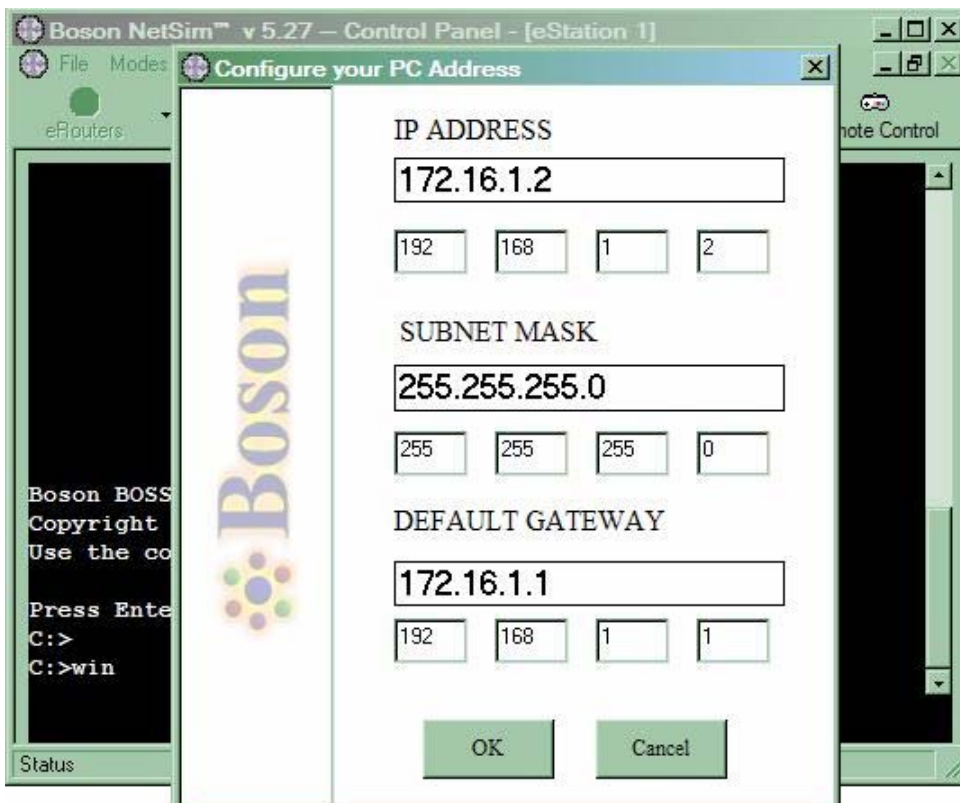 Boson NetSim™ v 5.27 – Control Panel - [eStation 1]
File Modes
Configure your PC Address
eRouters
note Control
IP ADDRESS
172.16.1.2
192 168 1 2
SUBNET MASK
255.255.255.0
255 255 255 0
DEFAULT GATEWAY
172.16.1.1
192 168 1 1
OK Cancel
Boson
Boson BOSS
Copyright
Use the co
Press Ente
C:>
C:>win
Status